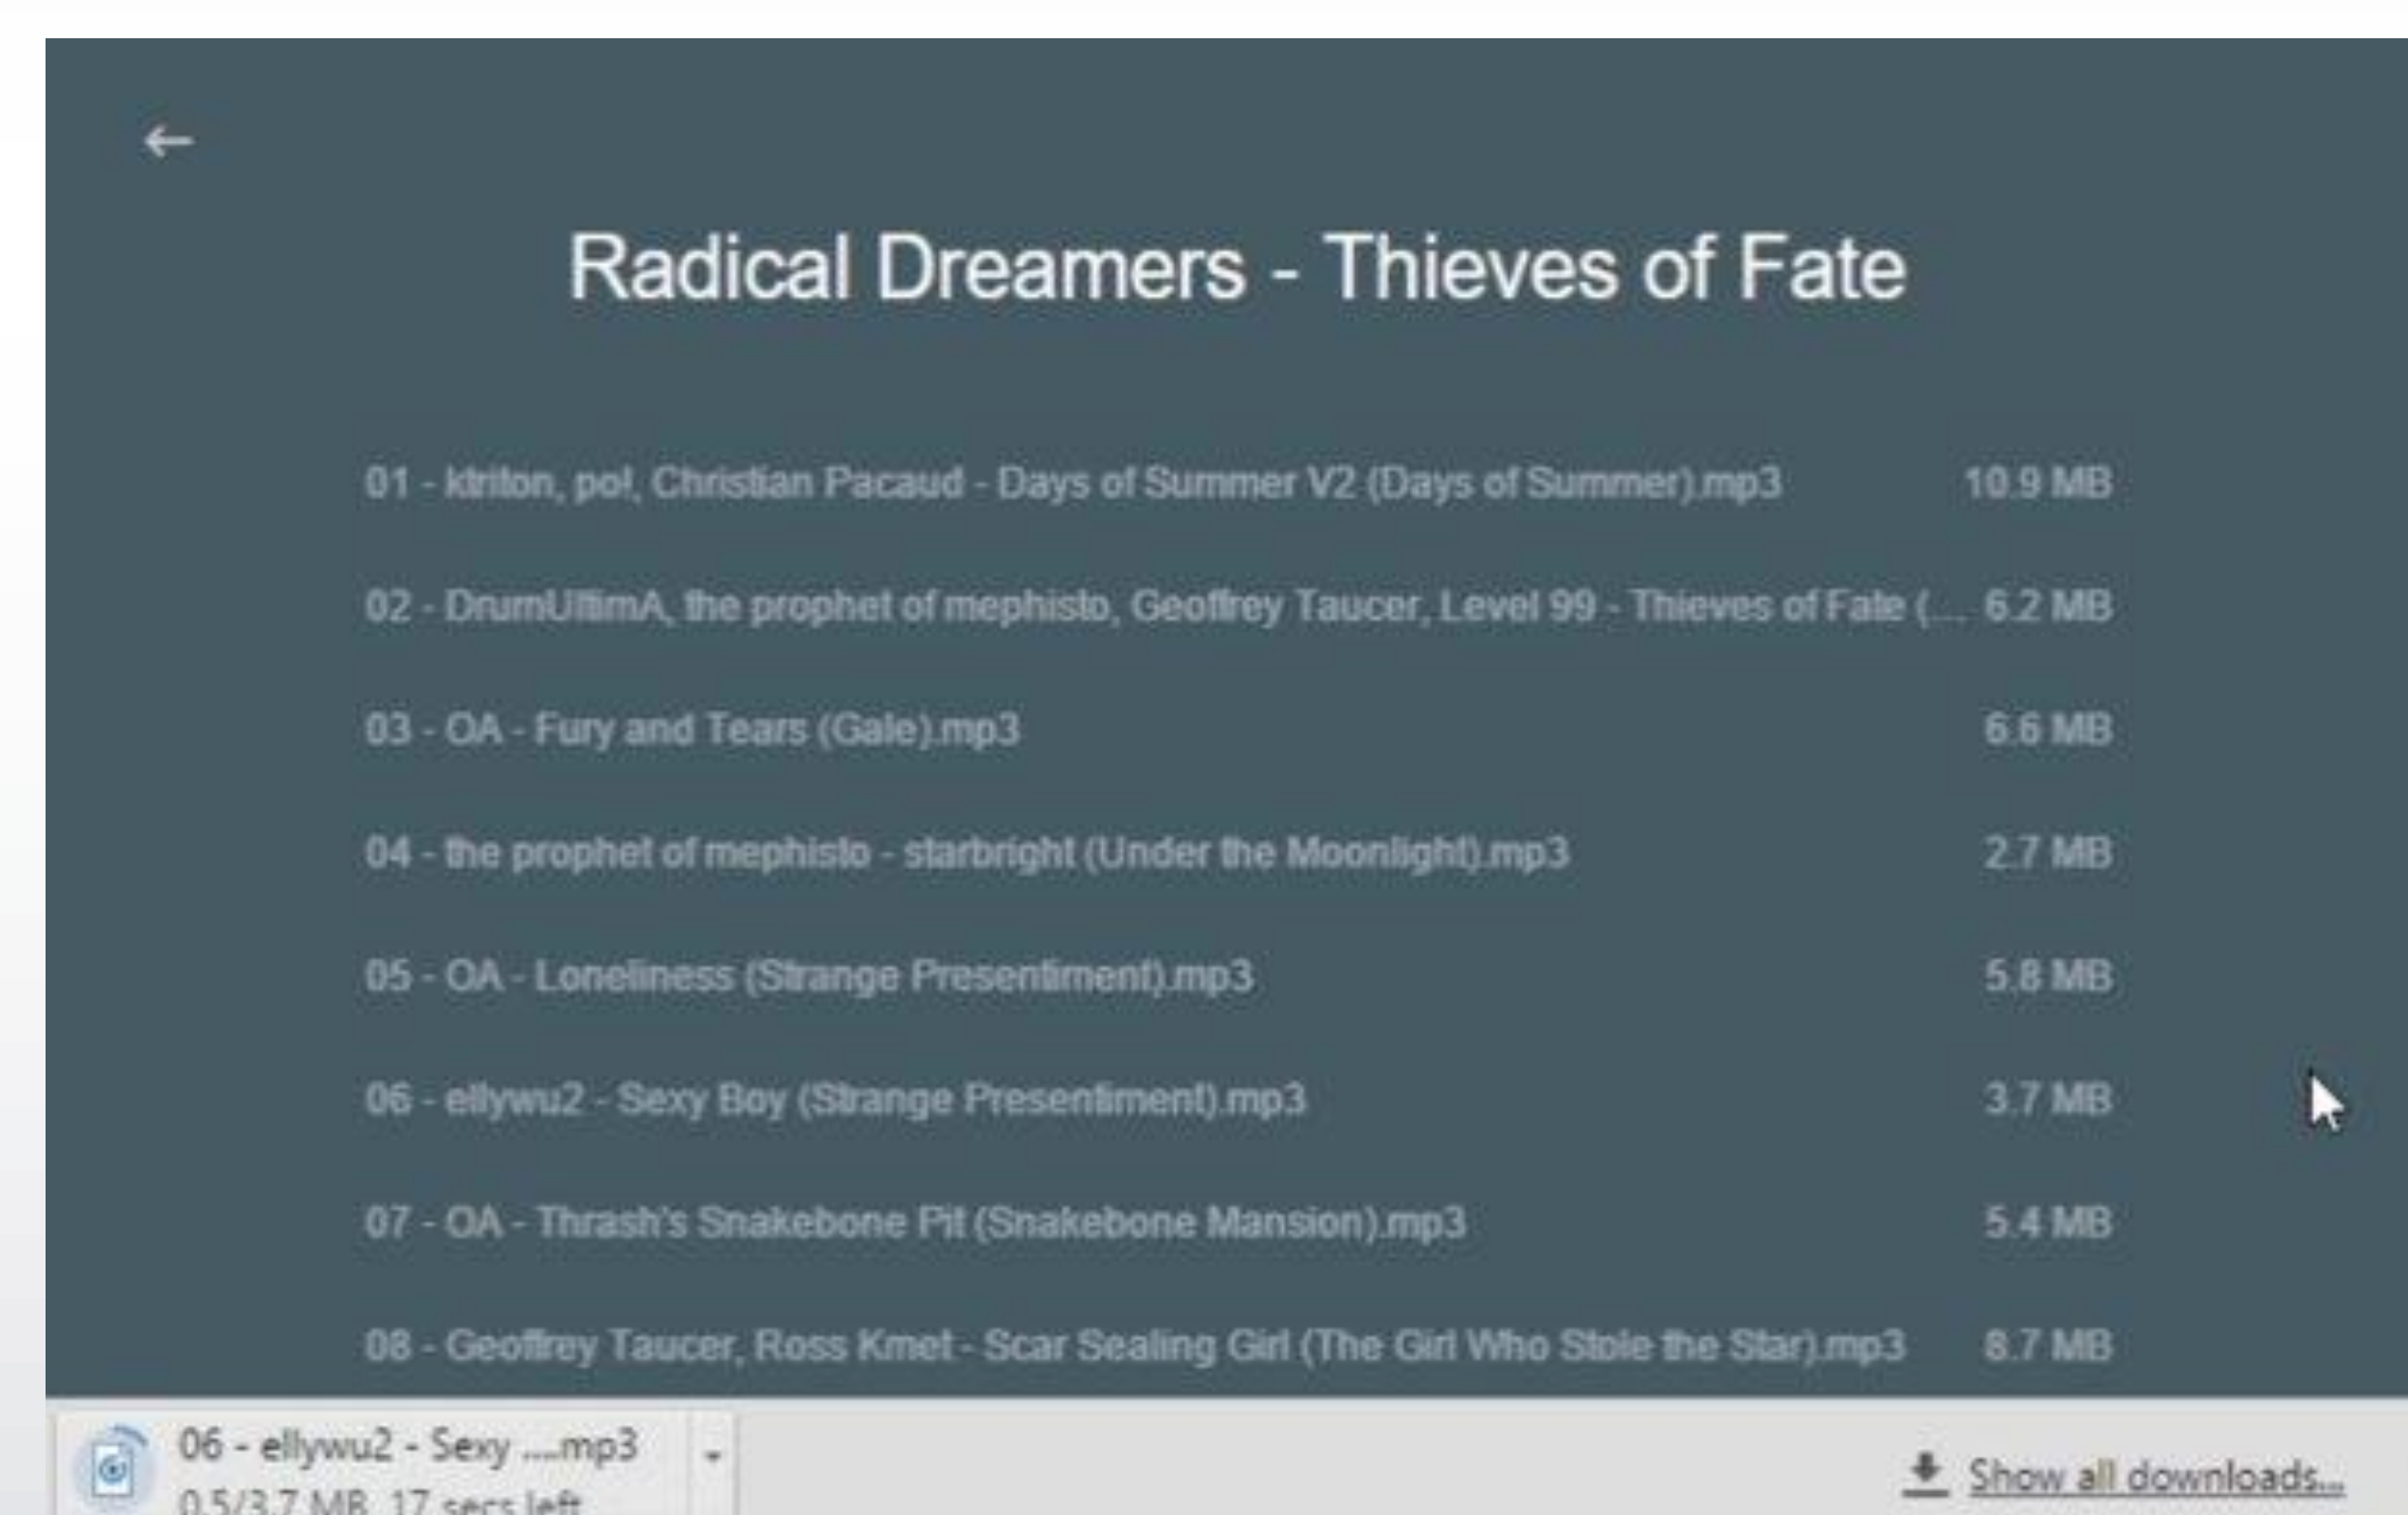 Radical Dreamers - Thieves of Fate
01 - ktriton, pot, Christian Pacaud - Days of Summer V2 (Days of Summer).mp3 10.9 MB
02 - DrumUltimA, the prophet of mephisto, Geoffrey Taucer, Level 99 - Thieves of Fate (... 6.2 MB
03 - OA - Fury and Tears (Gale).mp3 6.6 MB
04 - the prophet of mephisto - starbright (Under the Moonlight).mp3 2.7 MB
05 - OA - Loneliness (Strange Presentiment).mp3 5.8 MB
06 - ellywu2 - Sexy Boy (Strange Presentiment).mp3 3.7 MB
07 - OA - Thrash's Snakebone Pit (Snakebone Mansion).mp3 5.4 MB
08 - Geoffrey Taucer, Ross Kmet - Scar Sealing Girl (The Girl Who Stole the Star).mp3 8.7 MB
06 - ellywu2 - Sexy ....mp3
0.5/3.7 MB, 17 secs left
Show all downloads...